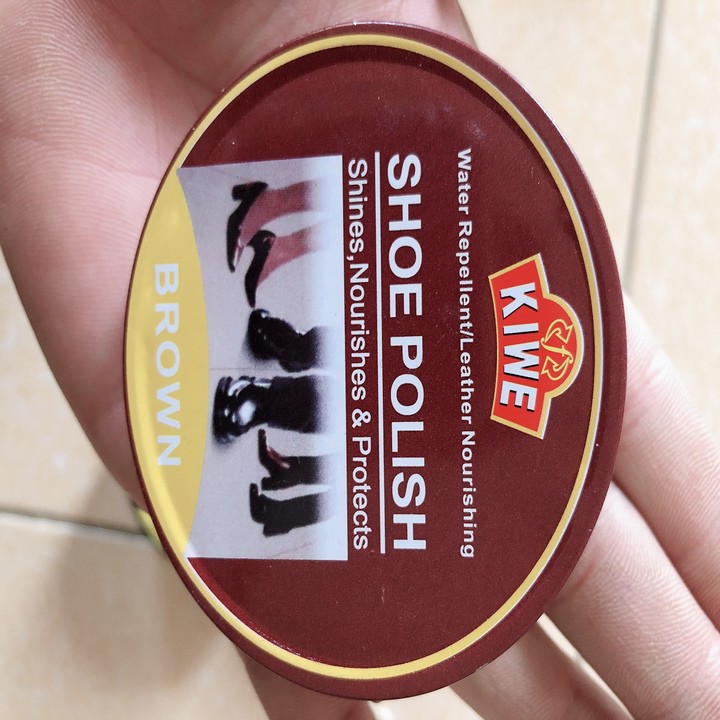 KIWE
Water Repellent/Leather Nourishing
SHOE POLISH
Shines,Nourishes & Protects
BROWN